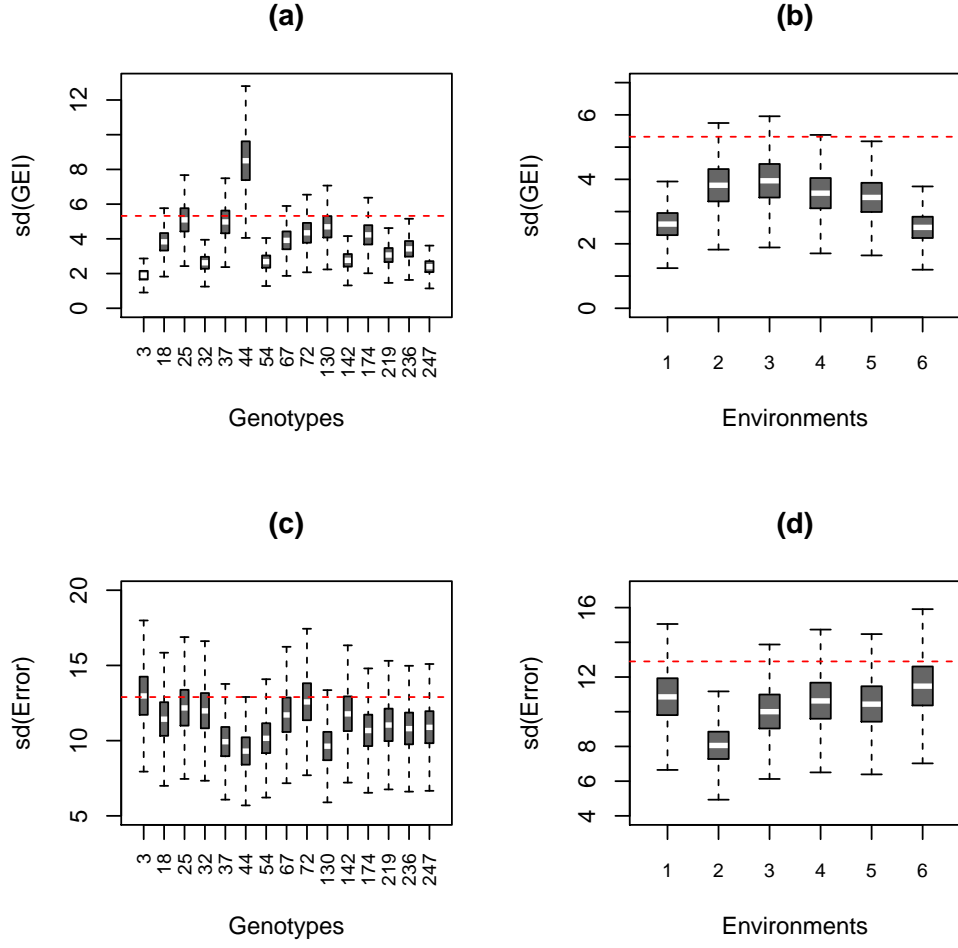 (a)
sd(GEI)
0 2 4 6 8 12
3 18 25 32 37 44 54 67 72 130 142 174 219 236 247
Genotypes
(b)
sd(GEI)
0 2 4 6
1 2 3 4 5 6
Environments
(c)
sd(Error)
5 10 15 20
3 18 25 32 37 44 54 67 72 130 142 174 219 236 247
Genotypes
(d)
sd(Error)
4 6 8 12 16
1 2 3 4 5 6
Environments